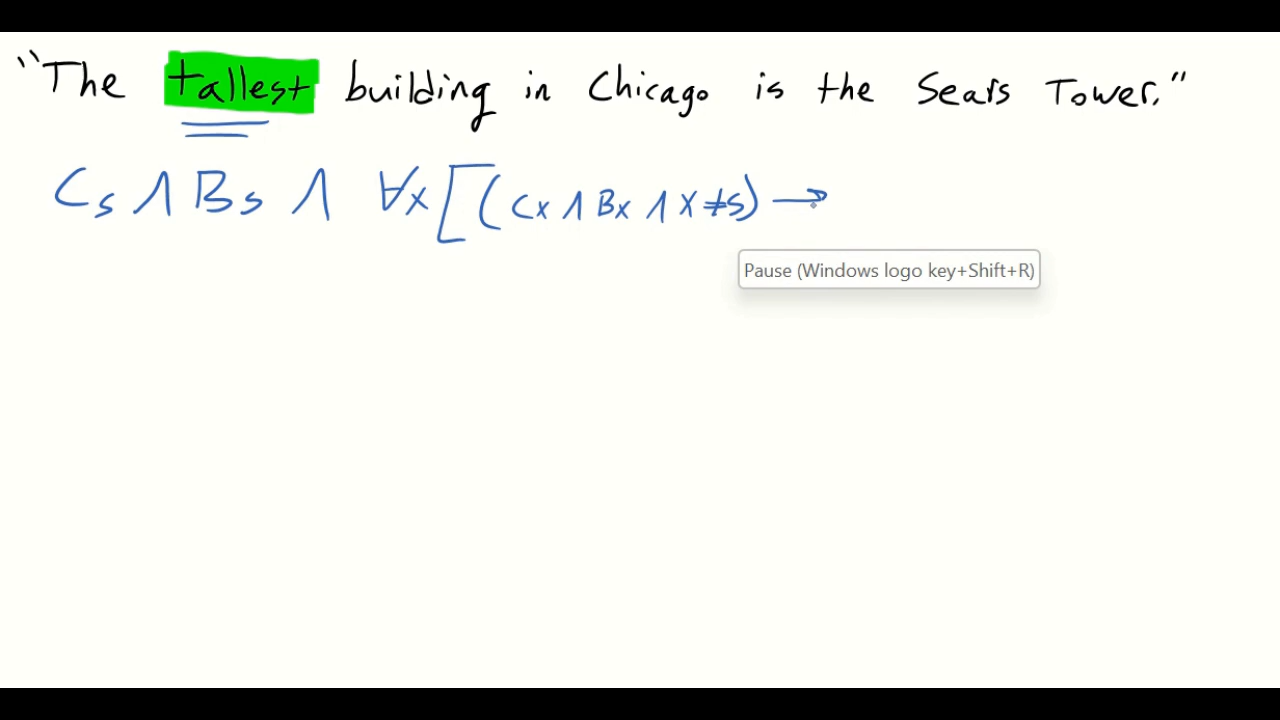 "The tallest building in Chicago is the Sears Tower."
Cs ∧ Bs ∧ ∀x[(Cx ∧ Bx ∧ x≠s) →
Pause (Windows logo key+Shift+R)